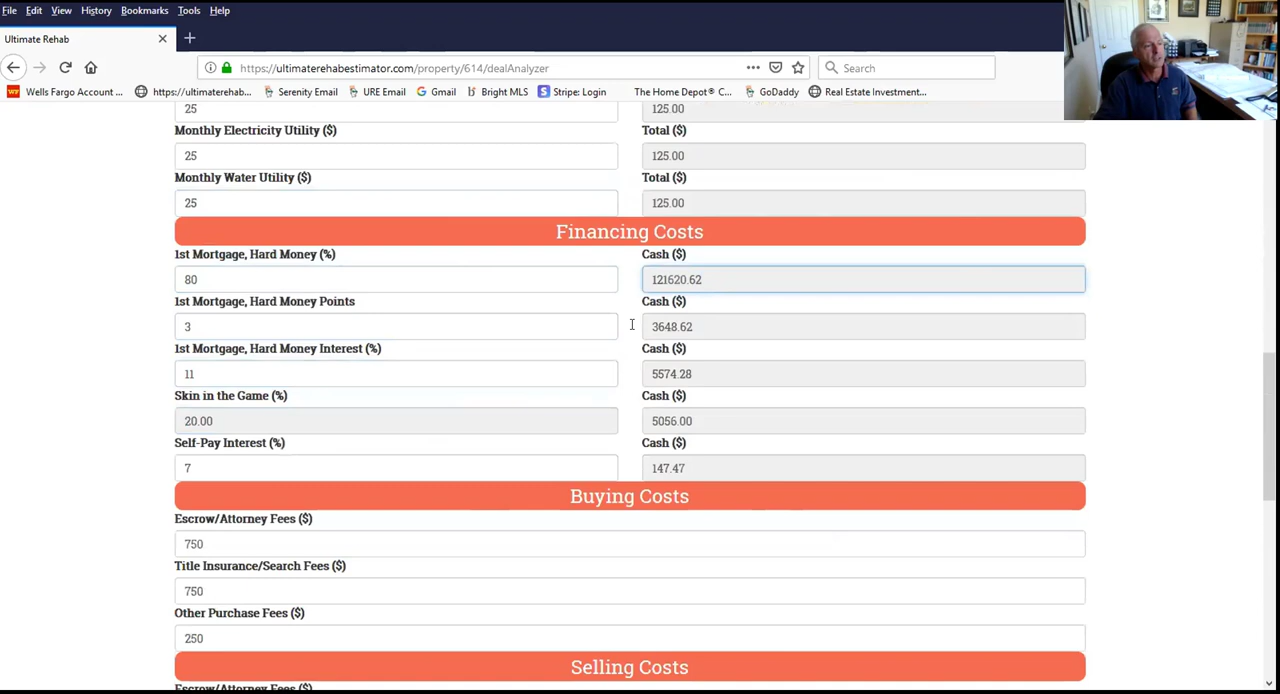 File Edit View History Bookmarks Tools Help
Ultimate Rehab
https://ultimaterehabestimator.com/property/614/dealAnalyzer
Search
Wells Fargo Account ... https://ultimaterehab... Serenity Email URE Email Gmail Bright MLS Stripe: Login The Home Depot® C... GoDaddy Real Estate Investment...
25 125.00
Monthly Electricity Utility ($) Total ($)
25 125.00
Monthly Water Utility ($) Total ($)
25 125.00
Financing Costs
1st Mortgage, Hard Money (%) Cash ($)
80 121620.62
1st Mortgage, Hard Money Points Cash ($)
3 3648.62
1st Mortgage, Hard Money Interest (%) Cash ($)
11 5574.28
Skin in the Game (%) Cash ($)
20.00 5056.00
Self-Pay Interest (%) Cash ($)
7 147.47
Buying Costs
Escrow/Attorney Fees ($)
750
Title Insurance/Search Fees ($)
750
Other Purchase Fees ($)
250
Selling Costs
Escrow/Attorney Fees ($)